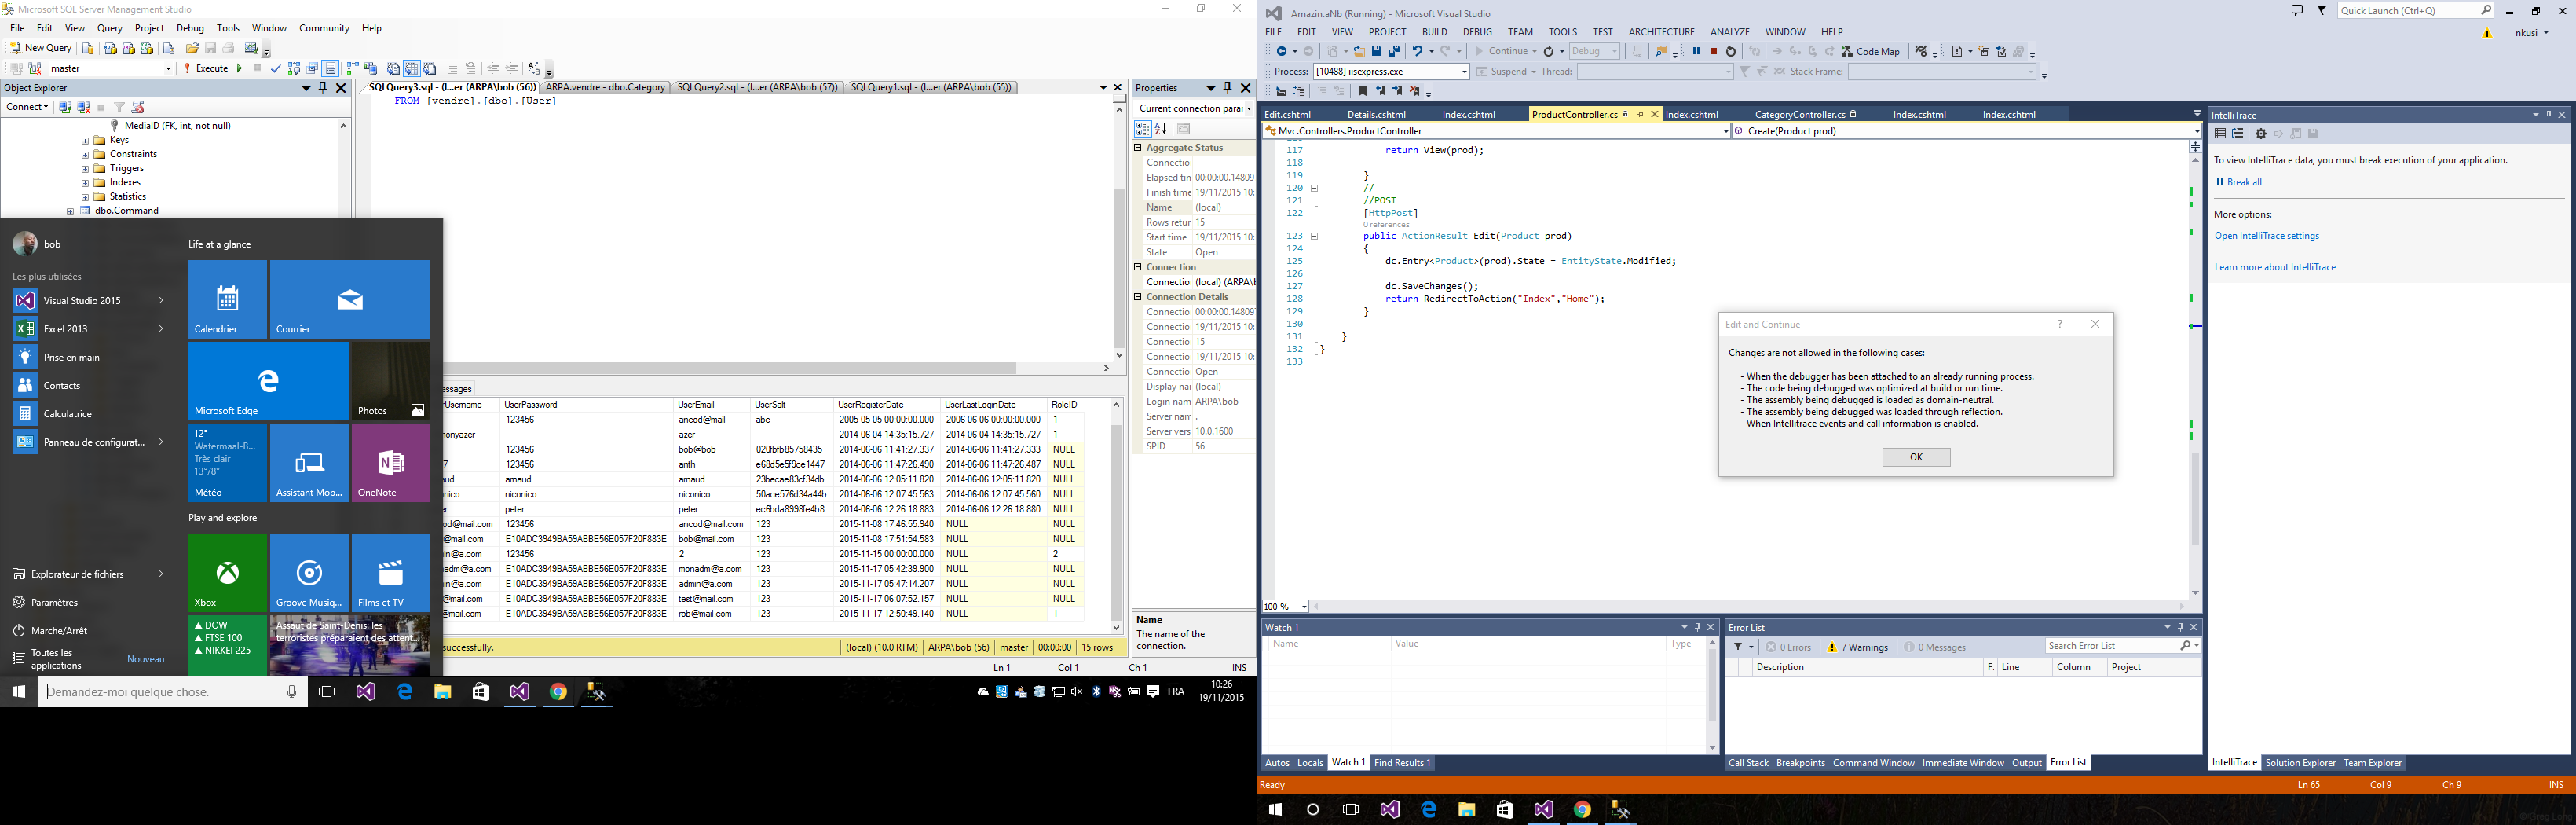 Microsoft SQL Server Management Studio
File Edit View Query Project Debug Tools Window Community Help
New Query
master Execute
Object Explorer
Connect
MediaID (FK, int, not null)
Keys
Constraints
Triggers
Indexes
Statistics
dbo.Command
SQLQuery3.sql - (l...er (ARPA\bob (56)) ARPA.vendre - dbo.Category SQLQuery2.sql - (l...er (ARPA\bob (57)) SQLQuery1.sql - (l...er (ARPA\bob (55))
FROM [vendre].[dbo].[User]
Properties
Current connection parar
Aggregate Status
Connectior
Elapsed tin 00:00:00.14809
Finish time 19/11/2015 10:
Name (local)
Rows retur 15
Start time 19/11/2015 10:
State Open
Connection
Connectior (local) (ARPA\l
Connection Details
Connectior 00:00:00.14809
Connectior
Connectior 15
Connectior 19/11/2015 10:
Connectior Open
Display nar (local)
Login nam ARPA\bob
Server nam .
Server vers 10.0.1600
SPID 56
Name
The name of the
connection.
bob
Les plus utilisées
Visual Studio 2015
Excel 2013
Prise en main
Contacts
Calculatrice
Panneau de configurat...
Explorateur de fichiers
Paramètres
Marche/Arrêt
Toutes les
applications
Nouveau
Life at a glance
Calendrier
Courrier
Microsoft Edge
Photos
12°
Watermaal-B...
Très clair
13°/8°
Météo
Assistant Mob...
OneNote
Play and explore
Xbox
Groove Musiq...
Films et TV
DOW
FTSE 100
NIKKEI 225
Assaut de Saint-Denis: les
terroristes préparaient des attent...
essages
rUsername UserPassword UserEmail UserSalt UserRegisterDate UserLastLoginDate RoleID
123456 ancod@mail abc 2005-05-05 00:00:00.000 2006-06-06 00:00:00.000 1
onyazer azer 2014-06-04 14:35:15.727 2014-06-04 14:35:15.727 1
123456 bob@bob 020fbfb85758435 2014-06-06 11:41:27.337 2014-06-06 11:41:27.333 NULL
7 123456 anth e68d5e5f9ce1447 2014-06-06 11:47:26.490 2014-06-06 11:47:26.487 NULL
ud arnaud arnaud 23becae83cf34db 2014-06-06 12:05:11.820 2014-06-06 12:05:11.820 NULL
nico niconico niconico 50ace576d34a44b 2014-06-06 12:07:45.563 2014-06-06 12:07:45.560 NULL
r peter peter ec6bda8998fe4b8 2014-06-06 12:26:18.883 2014-06-06 12:26:18.880 NULL
od@mail.com 123456 ancod@mail.com 123 2015-11-08 17:46:55.940 NULL NULL
@mail.com E10ADC3949BA59ABBE56E057F20F883E bob@mail.com 123 2015-11-08 17:51:54.583 NULL NULL
in@a.com 123456 2 123 2015-11-15 00:00:00.000 NULL 2
nadm@a.com E10ADC3949BA59ABBE56E057F20F883E monadm@a.com 123 2015-11-17 05:42:39.900 NULL NULL
in@a.com E10ADC3949BA59ABBE56E057F20F883E admin@a.com 123 2015-11-17 05:47:14.207 NULL NULL
@mail.com E10ADC3949BA59ABBE56E057F20F883E test@mail.com 123 2015-11-17 06:07:52.157 NULL NULL
@mail.com E10ADC3949BA59ABBE56E057F20F883E rob@mail.com 123 2015-11-17 12:50:49.140 NULL 1
successfully. (local) (10.0 RTM) ARPA\bob (56) master 00:00:00 15 rows
Ln 1 Col 1 Ch 1 INS
Demandez-moi quelque chose.
FRA
10:26
19/11/2015
Amazin.aNb (Running) - Microsoft Visual Studio
Quick Launch (Ctrl+Q)
FILE EDIT VIEW PROJECT BUILD DEBUG TEAM TOOLS TEST ARCHITECTURE ANALYZE WINDOW HELP
nkusi
Continue Debug Code Map
Process: [10488] iisexpress.exe Suspend Thread: Stack Frame:
Edit.cshtml Details.cshtml Index.cshtml ProductController.cs Index.cshtml CategoryController.cs Index.cshtml Index.cshtml
Mvc.Controllers.ProductController Create(Product prod)
117 return View(prod);
118
119 }
120 //
121 //POST
122 [HttpPost]
0 references
123 public ActionResult Edit(Product prod)
124 {
125 dc.Entry<Product>(prod).State = EntityState.Modified;
126
127 dc.SaveChanges();
128 return RedirectToAction("Index","Home");
129 }
130
131 }
132 }
133
100 %
Edit and Continue ?
Changes are not allowed in the following cases:
- When the debugger has been attached to an already running process.
- The code being debugged was optimized at build or run time.
- The assembly being debugged is loaded as domain-neutral.
- The assembly being debugged was loaded through reflection.
- When Intellitrace events and call information is enabled.
OK
IntelliTrace
To view IntelliTrace data, you must break execution of your application.
Break all
More options:
Open IntelliTrace settings
Learn more about IntelliTrace
Watch 1
Name Value Type
Autos Locals Watch 1 Find Results 1
Error List
0 Errors 7 Warnings 0 Messages Search Error List
Description F. Line Column Project
Call Stack Breakpoints Command Window Immediate Window Output Error List
IntelliTrace Solution Explorer Team Explorer
Ready Ln 65 Col 9 Ch 9 INS